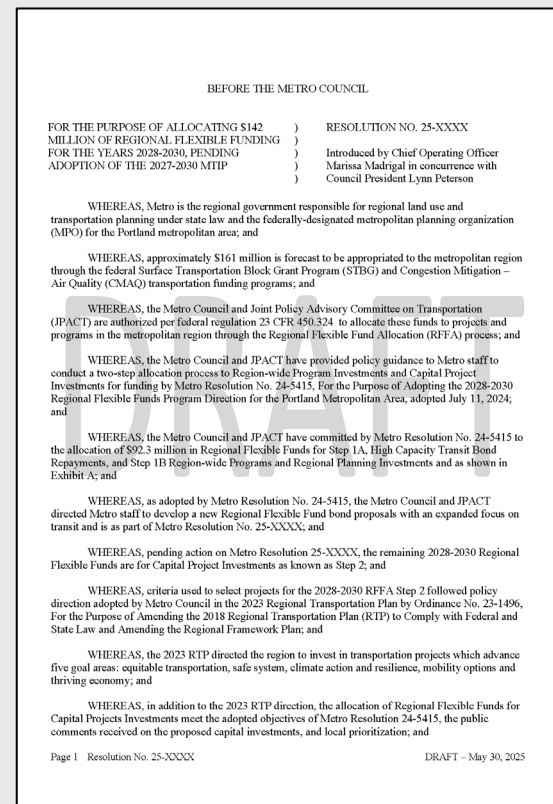 BEFORE THE METRO COUNCIL
FOR THE PURPOSE OF ALLOCATING $142 ) RESOLUTION NO. 25-XXXX
MILLION OF REGIONAL FLEXIBLE FUNDING )
FOR THE YEARS 2028-2030, PENDING ) Introduced by Chief Operating Officer
ADOPTION OF THE 2027-2030 MTIP ) Marissa Madrigal in concurrence with
) Council President Lynn Peterson
WHEREAS, Metro is the regional government responsible for regional land use and
transportation planning under state law and the federally-designated metropolitan planning organization
(MPO) for the Portland metropolitan area; and
WHEREAS, approximately $161 million is forecast to be appropriated to the metropolitan region
through the federal Surface Transportation Block Grant Program (STBG) and Congestion Mitigation –
Air Quality (CMAQ) transportation funding programs; and
WHEREAS, the Metro Council and Joint Policy Advisory Committee on Transportation
(JPACT) are authorized per federal regulation 23 CFR 450.324 to allocate these funds to projects and
programs in the metropolitan region through the Regional Flexible Fund Allocation (RFFA) process; and
WHEREAS, the Metro Council and JPACT have provided policy guidance to Metro staff to
conduct a two-step allocation process to Region-wide Program Investments and Capital Project
Investments for funding by Metro Resolution No. 24-5415, For the Purpose of Adopting the 2028-2030
Regional Flexible Funds Program Direction for the Portland Metropolitan Area, adopted July 11, 2024;
and
WHEREAS, the Metro Council and JPACT have committed by Metro Resolution No. 24-5415 to
the allocation of $92.3 million in Regional Flexible Funds for Step 1A, High Capacity Transit Bond
Repayments, and Step 1B Region-wide Programs and Regional Planning Investments and as shown in
Exhibit A; and
WHEREAS, as adopted by Metro Resolution No. 24-5415, the Metro Council and JPACT
directed Metro staff to develop a new Regional Flexible Fund bond proposals with an expanded focus on
transit and is as part of Metro Resolution No. 25-XXXX; and
WHEREAS, pending action on Metro Resolution 25-XXXX, the remaining 2028-2030 Regional
Flexible Funds are for Capital Project Investments as known as Step 2; and
WHEREAS, criteria used to select projects for the 2028-2030 RFFA Step 2 followed policy
direction adopted by Metro Council in the 2023 Regional Transportation Plan by Ordinance No. 23-1496,
For the Purpose of Amending the 2018 Regional Transportation Plan (RTP) to Comply with Federal and
State Law and Amending the Regional Framework Plan; and
WHEREAS, the 2023 RTP directed the region to invest in transportation projects which advance
five goal areas: equitable transportation, safe system, climate action and resilience, mobility options and
thriving economy; and
WHEREAS, in addition to the 2023 RTP direction, the allocation of Regional Flexible Funds for
Capital Projects Investments meet the adopted objectives of Metro Resolution 24-5415, the public
comments received on the proposed capital investments, and local prioritization; and
Page 1 Resolution No. 25-XXXX DRAFT – May 30, 2025
DRAFT